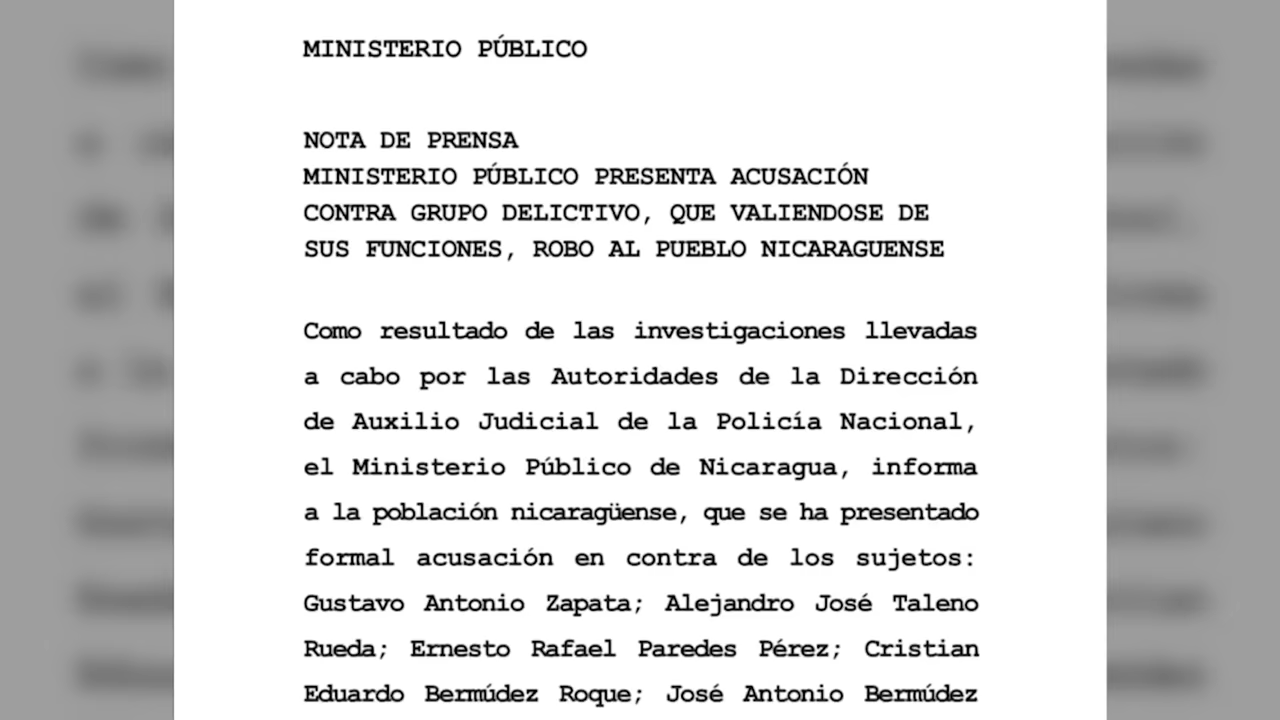 MINISTERIO PÚBLICO
NOTA DE PRENSA
MINISTERIO PÚBLICO PRESENTA ACUSACIÓN
CONTRA GRUPO DELICTIVO, QUE VALIENDOSE DE
SUS FUNCIONES, ROBO AL PUEBLO NICARAGUENSE
Como resultado de las investigaciones llevadas
a cabo por las Autoridades de la Dirección
de Auxilio Judicial de la Policía Nacional,
el Ministerio Público de Nicaragua, informa
a la población nicaragüense, que se ha presentado
formal acusación en contra de los sujetos:
Gustavo Antonio Zapata; Alejandro José Taleno
Rueda; Ernesto Rafael Paredes Pérez; Cristian
Eduardo Bermúdez Roque; José Antonio Bermúdez